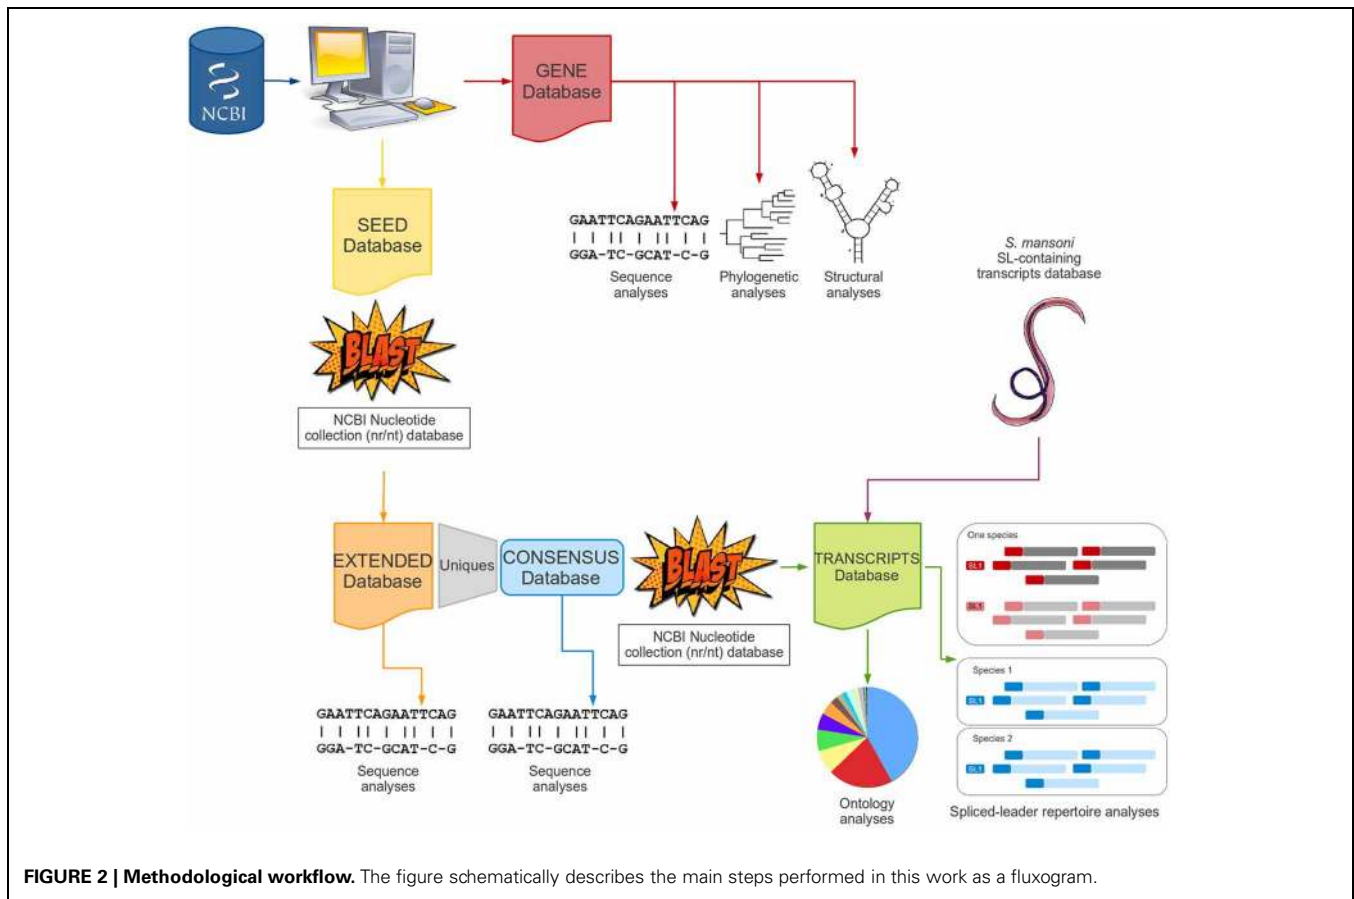 NCBI
GENE
Database
SEED
Database
GAATTCAGAATTCAG
GGA-TC-GCAT-C-G
Sequence
analyses
Phylogenetic
analyses
Structural
analyses
S. mansoni
SL-containing
transcripts database
BLAST
NCBI Nucleotide
collection (nr/nt) database
EXTENDED
Database
Uniques
CONSENSUS
Database
BLAST
NCBI Nucleotide
collection (nr/nt) database
TRANSCRIPTS
Database
One species
SL1
SL1
Species 1
SL1
Species 2
SL1
Spliced-leader repertoire analyses
GAATTCAGAATTCAG
GGA-TC-GCAT-C-G
Sequence
analyses
GAATTCAGAATTCAG
GGA-TC-GCAT-C-G
Sequence
analyses
Ontology
analyses
FIGURE 2 | Methodological workflow. The figure schematically describes the main steps performed in this work as a fluxogram.